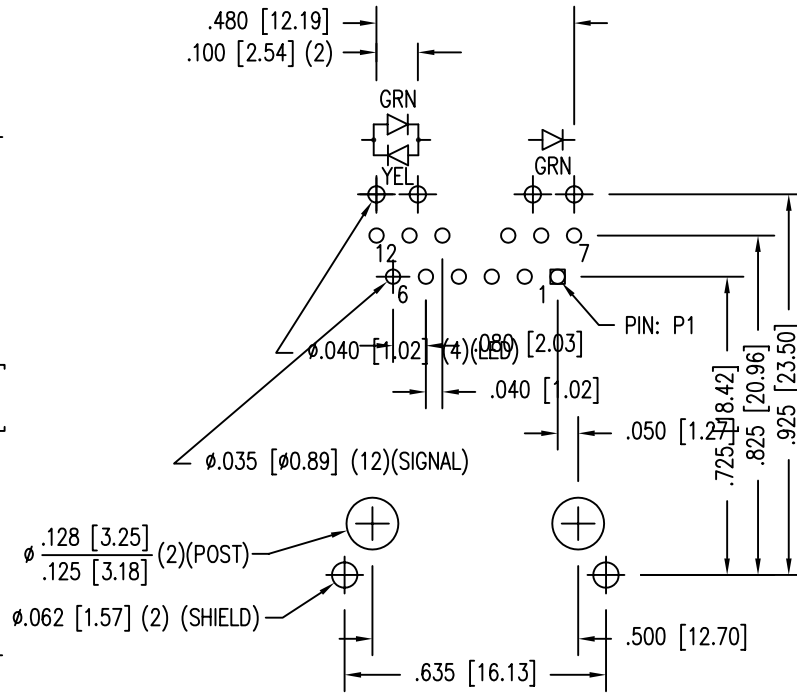 .480 [12.19]
.100 [2.54] (2)
GRN
GRN
YEL
12
7
6
1
PIN: P1
ø.040 [1.02] (4)(LED)
.080 [2.03]
.040 [1.02]
.050 [1.27]
.725 [18.42]
.825 [20.96]
.925 [23.50]
ø.035 [ø0.89] (12)(SIGNAL)
ø .128 [3.25]
.125 [3.18] (2)(POST)
ø.062 [1.57] (2) (SHIELD)
.500 [12.70]
.635 [16.13]